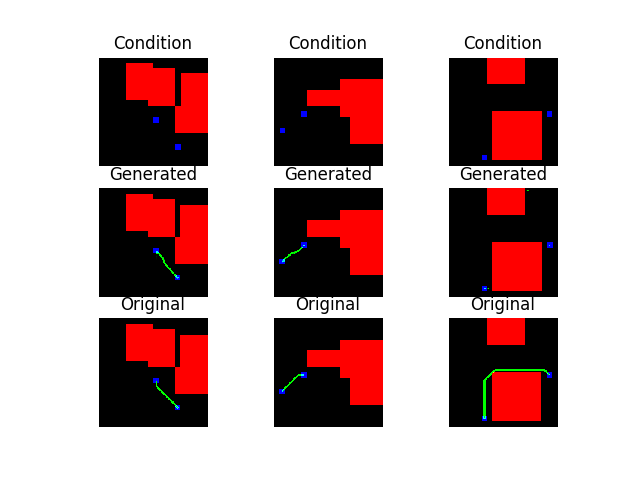 Condition Condition Condition
Generated Generated Generated
Original Original Original